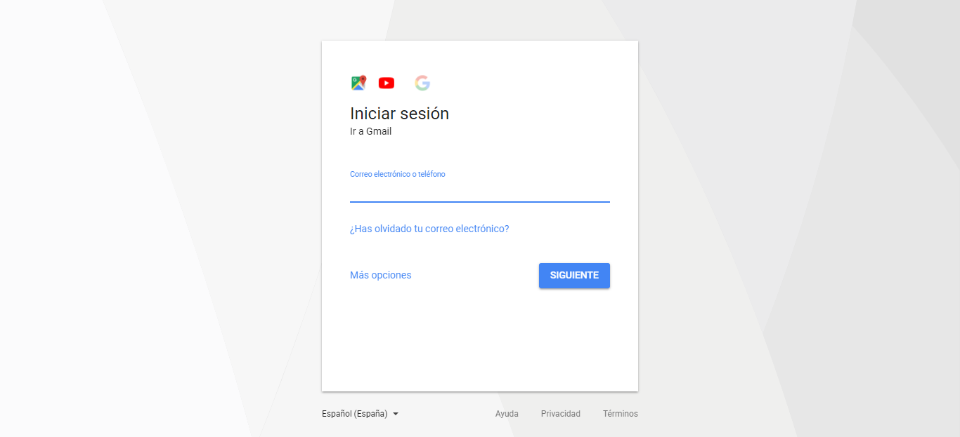 Iniciar sesión
Ir a Gmail
Correo electrónico o teléfono
¿Has olvidado tu correo electrónico?
Más opciones
SIGUIENTE
Español (España)
Ayuda
Privacidad
Términos